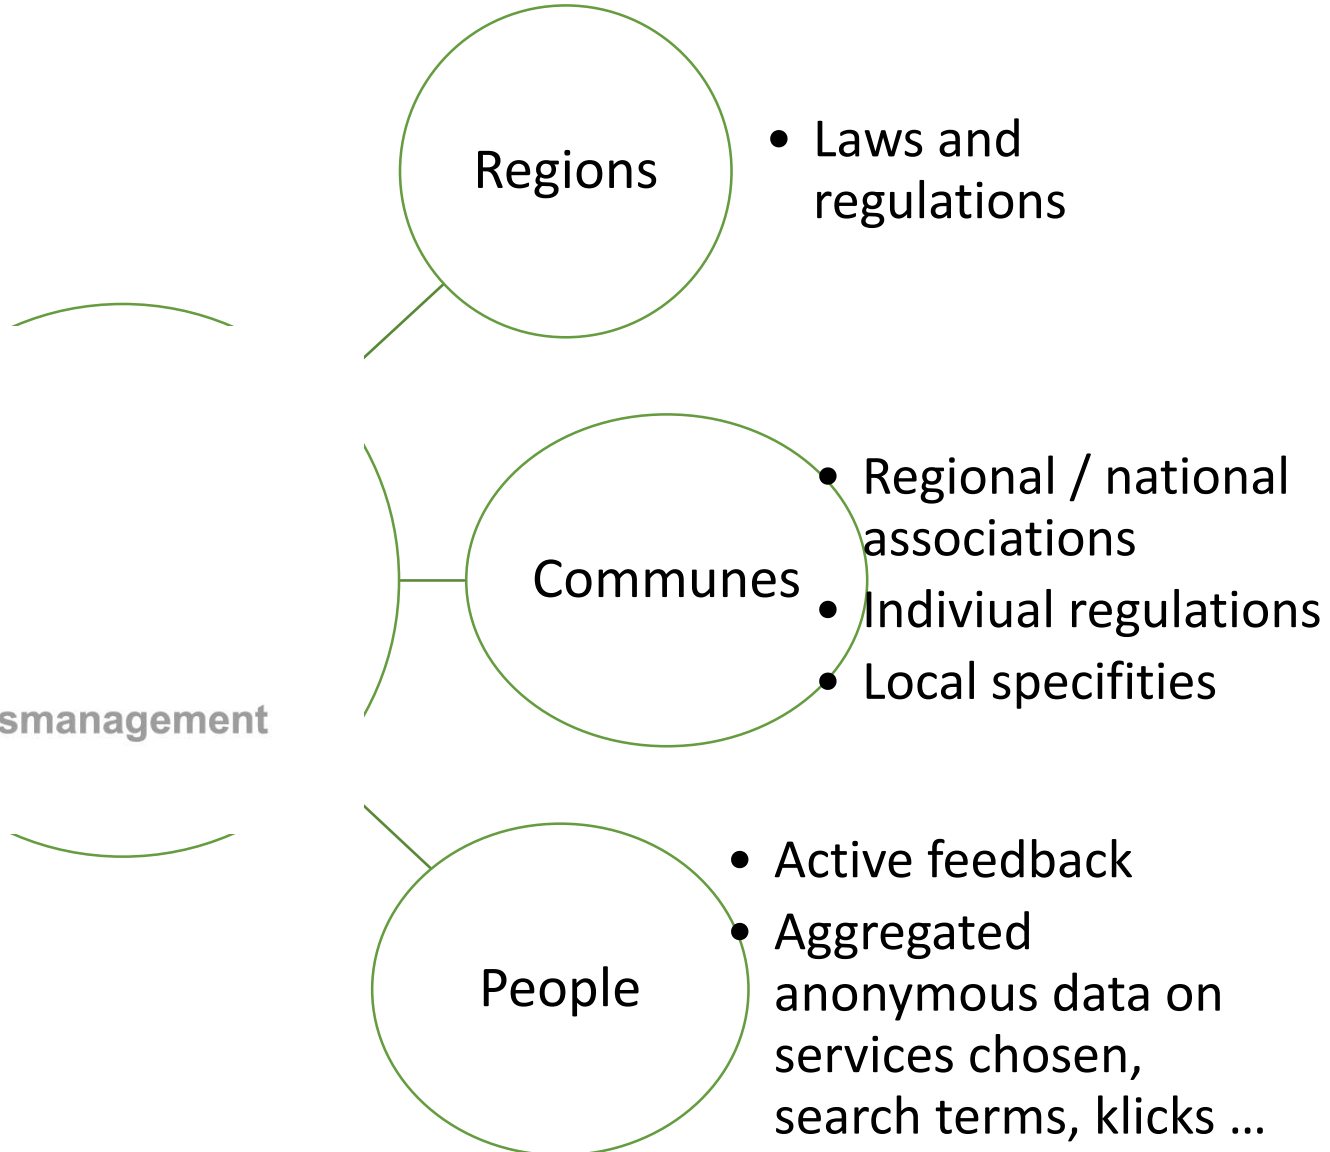 Regions
• Laws and
regulations
Communes
• Regional / national
associations
• Indiviual regulations
• Local specifities
smanagement
People
• Active feedback
• Aggregated
anonymous data on
services chosen,
search terms, klicks ...